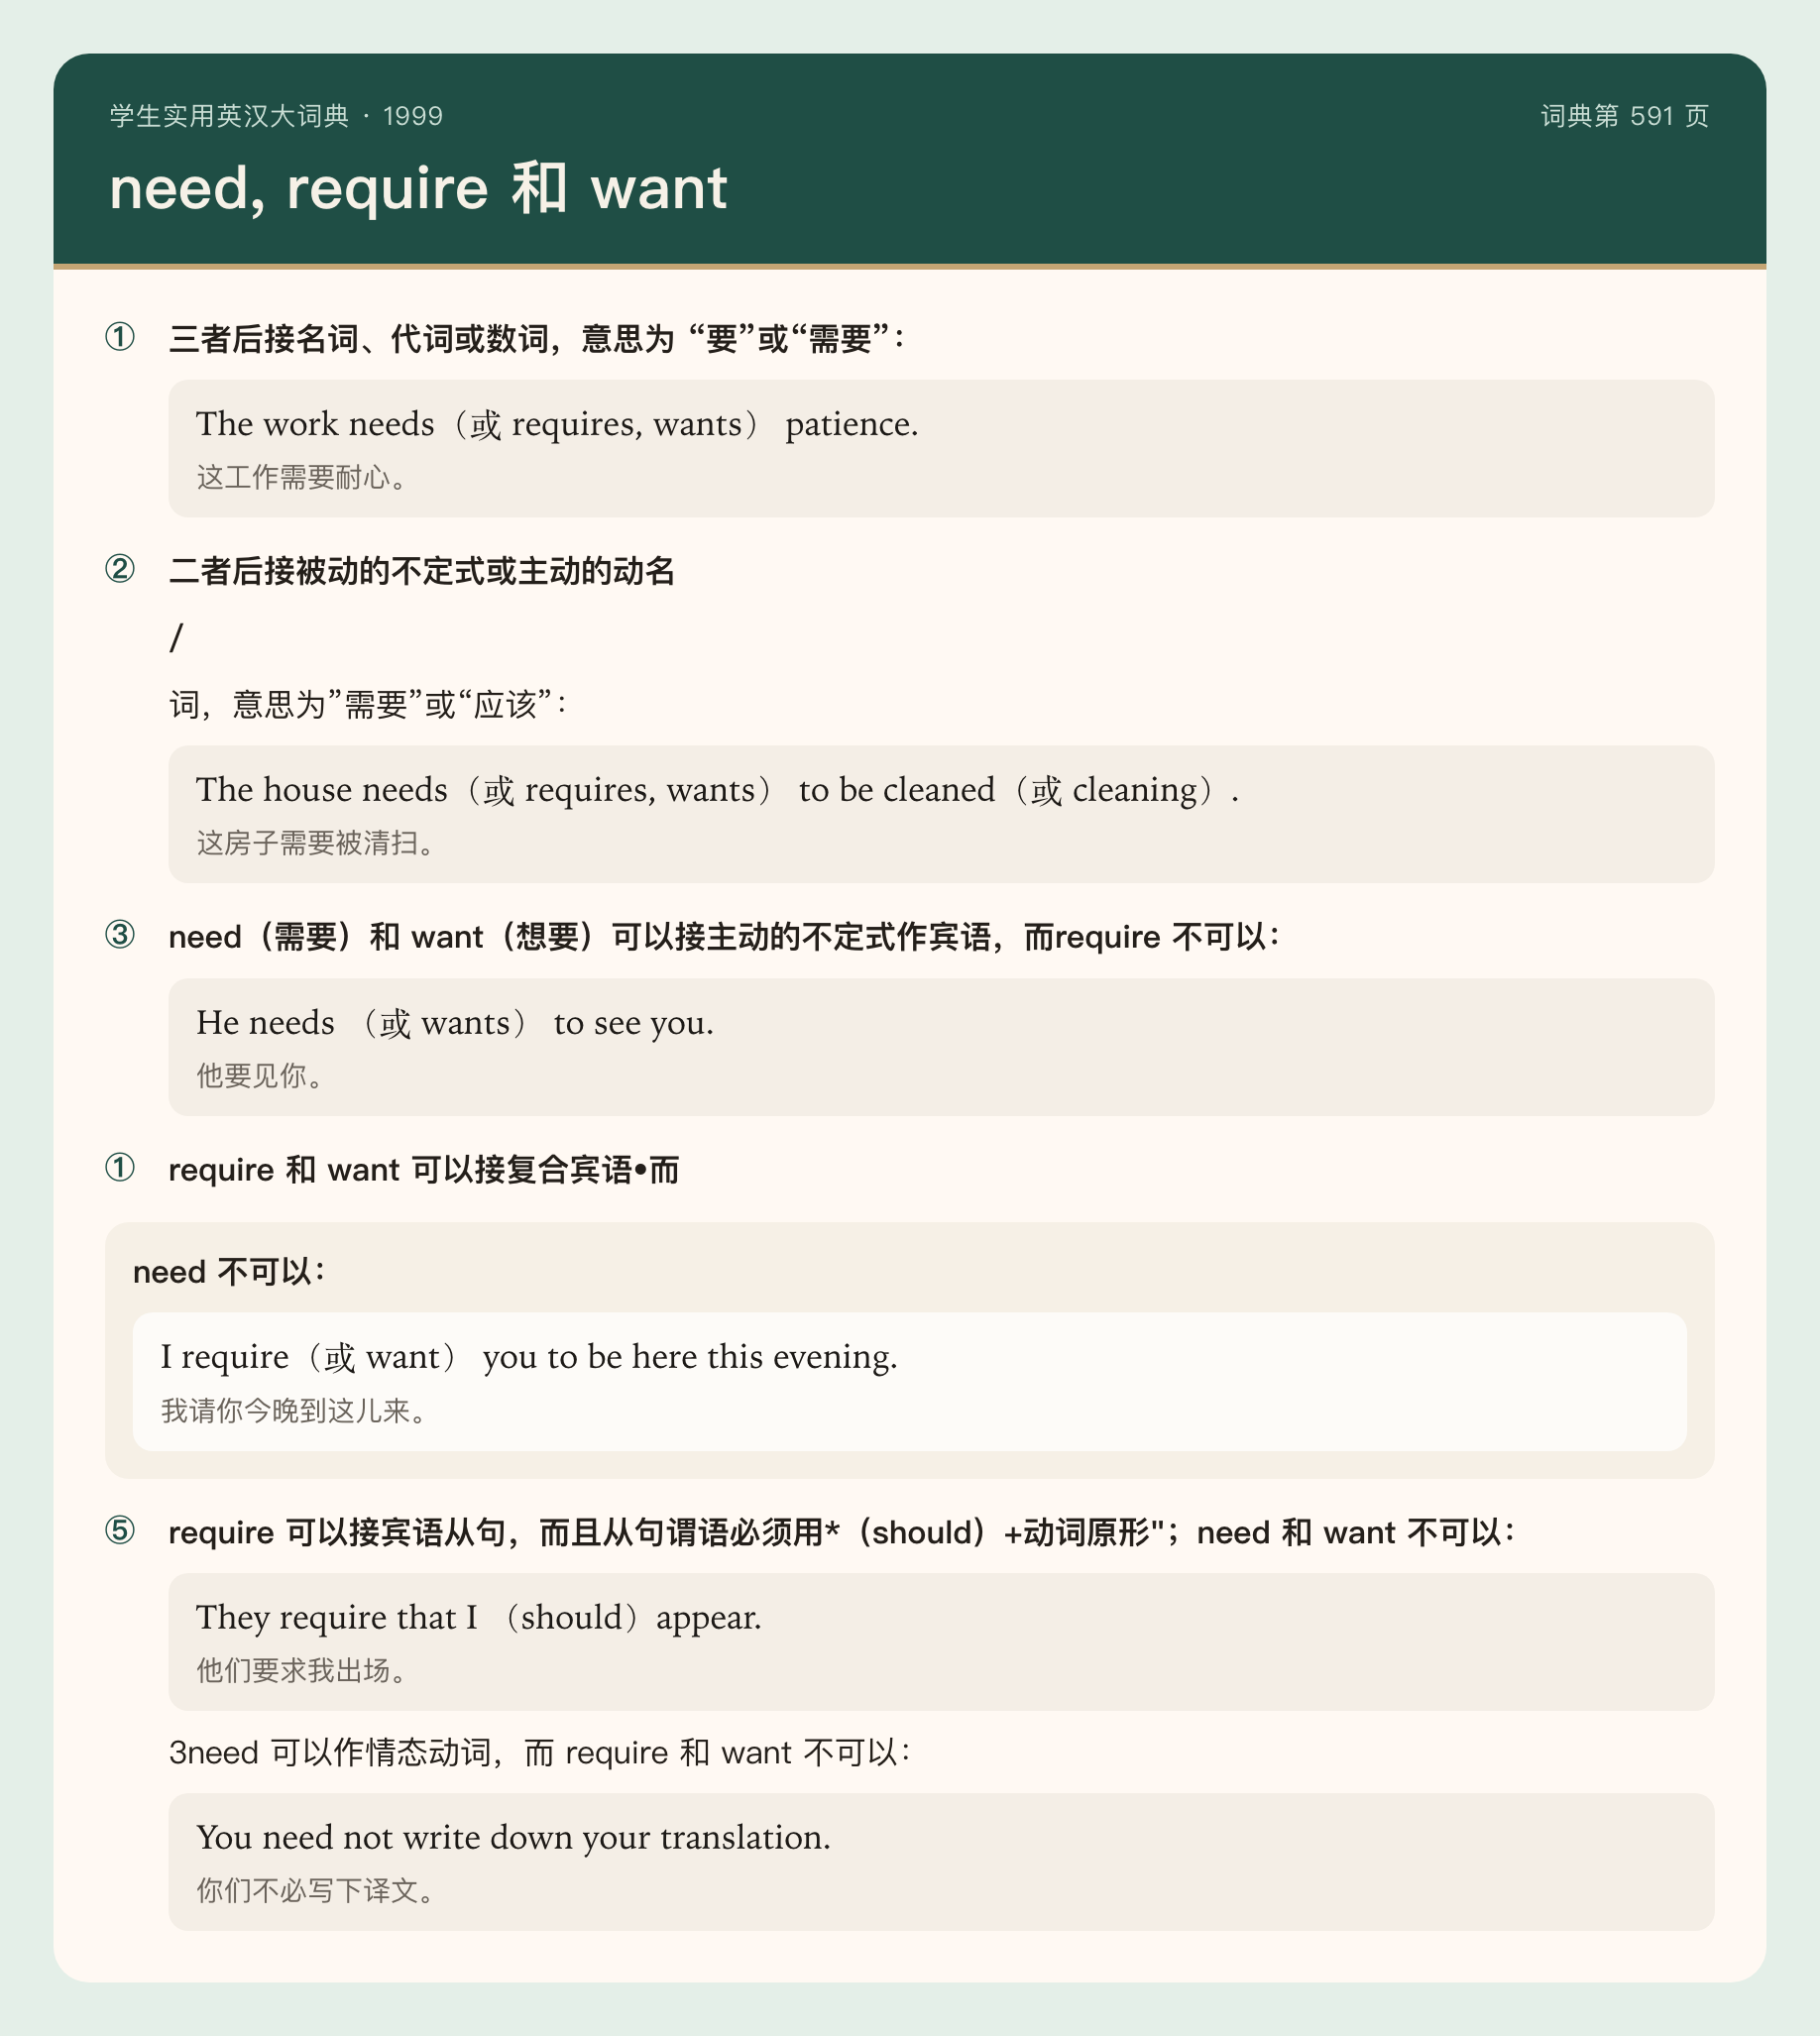 学生实用英汉大词典 · 1999
词典第 591 页
need, require 和 want
① 三者后接名词、代词或数词，意思为 “要”或“需要”：
The work needs（或 requires, wants） patience.
这工作需要耐心。
② 二者后接被动的不定式或主动的动名
/
词，意思为”需要”或“应该”：
The house needs（或 requires, wants） to be cleaned（或 cleaning）.
这房子需要被清扫。
③ need（需要）和 want（想要）可以接主动的不定式作宾语，而require 不可以：
He needs （或 wants） to see you.
他要见你。
① require 和 want 可以接复合宾语•而
need 不可以：
I require（或 want） you to be here this evening.
我请你今晚到这儿来。
⑤ require 可以接宾语从句，而且从句谓语必须用*（should）+动词原形"；need 和 want 不可以：
They require that I （should）appear.
他们要求我出场。
3need 可以作情态动词，而 require 和 want 不可以：
You need not write down your translation.
你们不必写下译文。